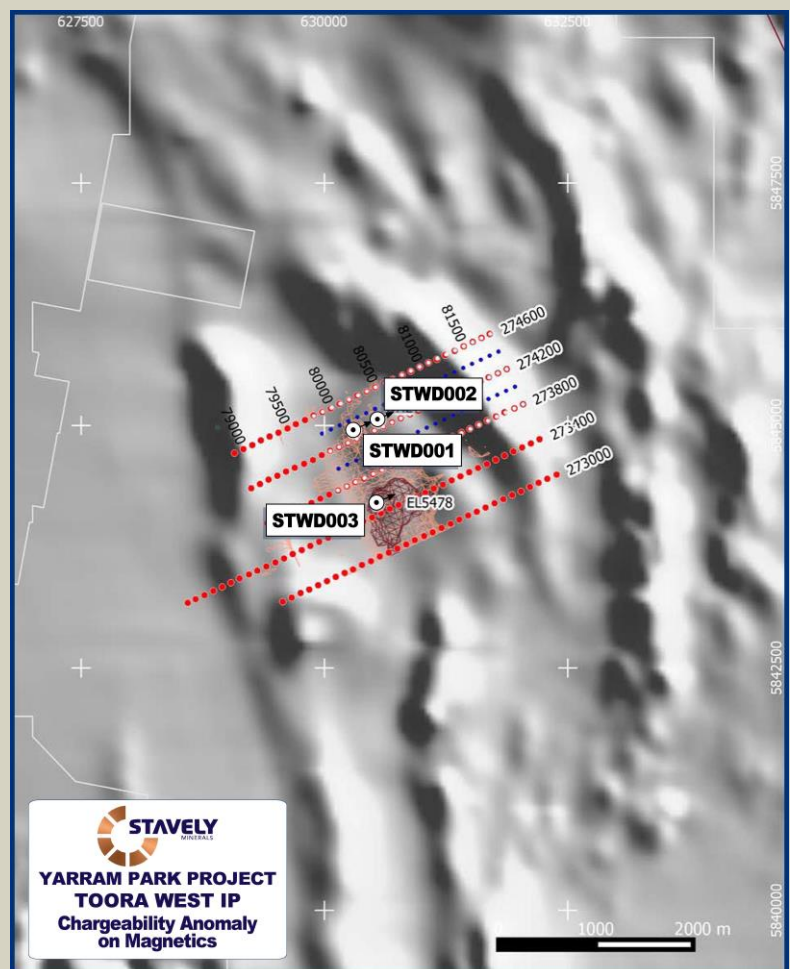 627500
630000
632500
5847500
81500
274600
81000
274200
80500
80000
STWD002
273800
79500
79000
5845000
STWD001
273400
273000
EL5478
STWD003
5842500
STAVELY
MINERALS
YARRAM PARK PROJECT
TOORA WEST IP
Chargeability Anomaly
on Magnetics
5840000
0 1000 2000 m